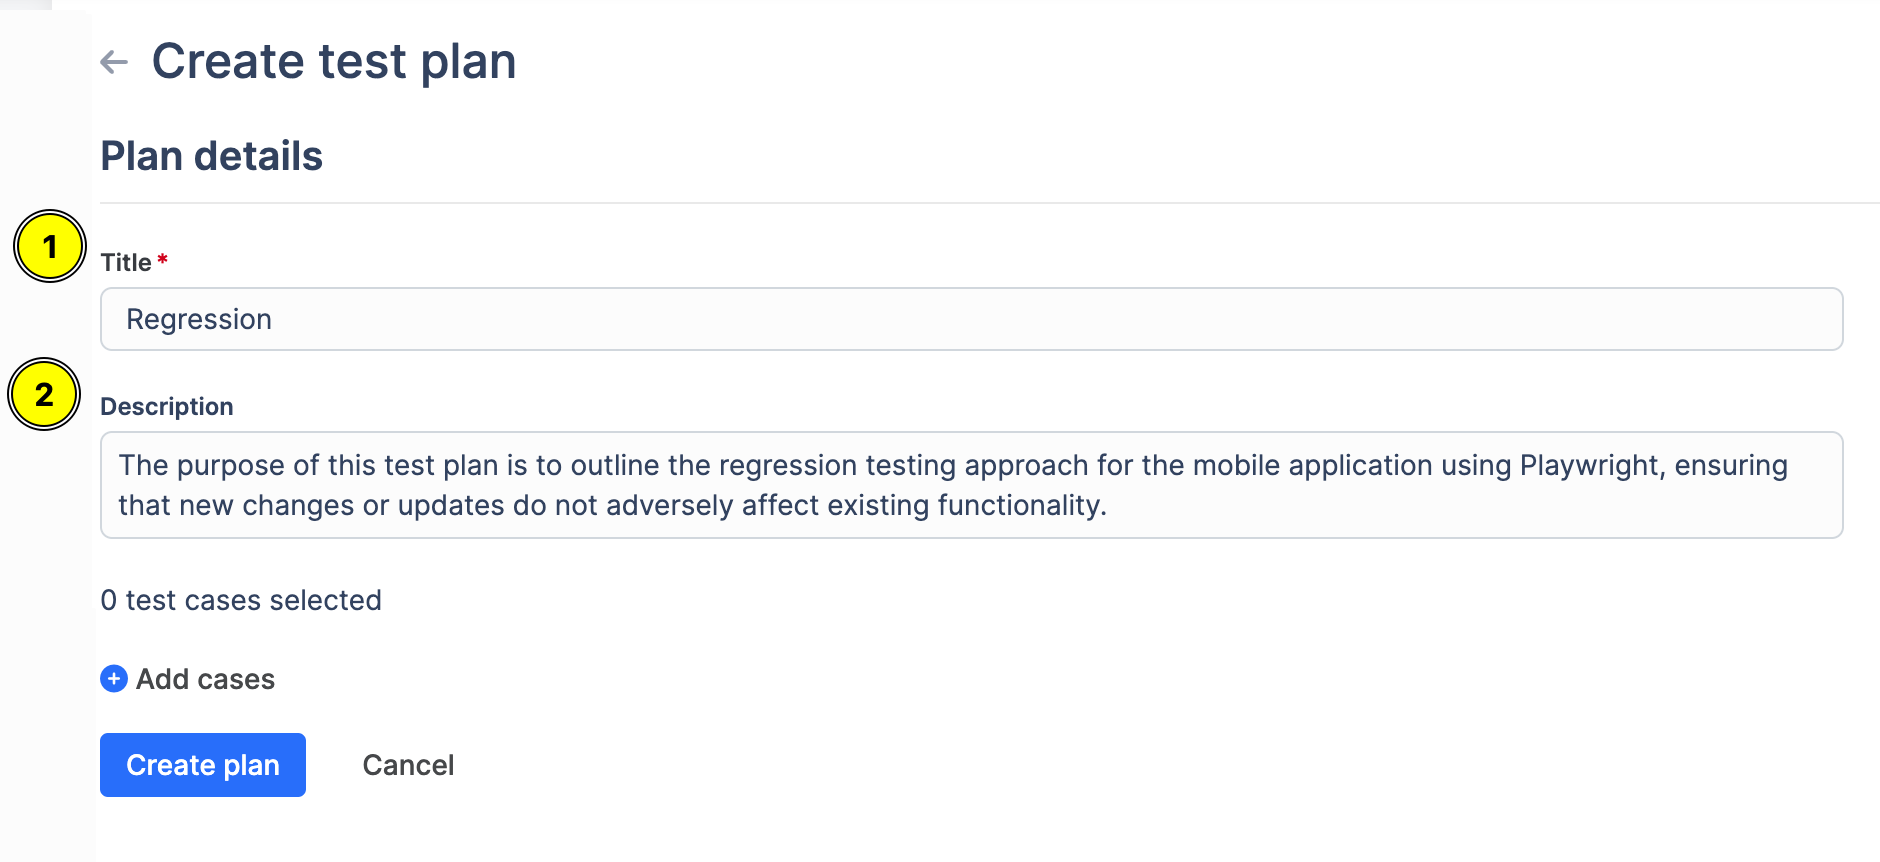 Create test plan
Plan details
1
Title *
Regression
2
Description
The purpose of this test plan is to outline the regression testing approach for the mobile application using Playwright, ensuring
that new changes or updates do not adversely affect existing functionality.
0 test cases selected
Add cases
Create plan
Cancel